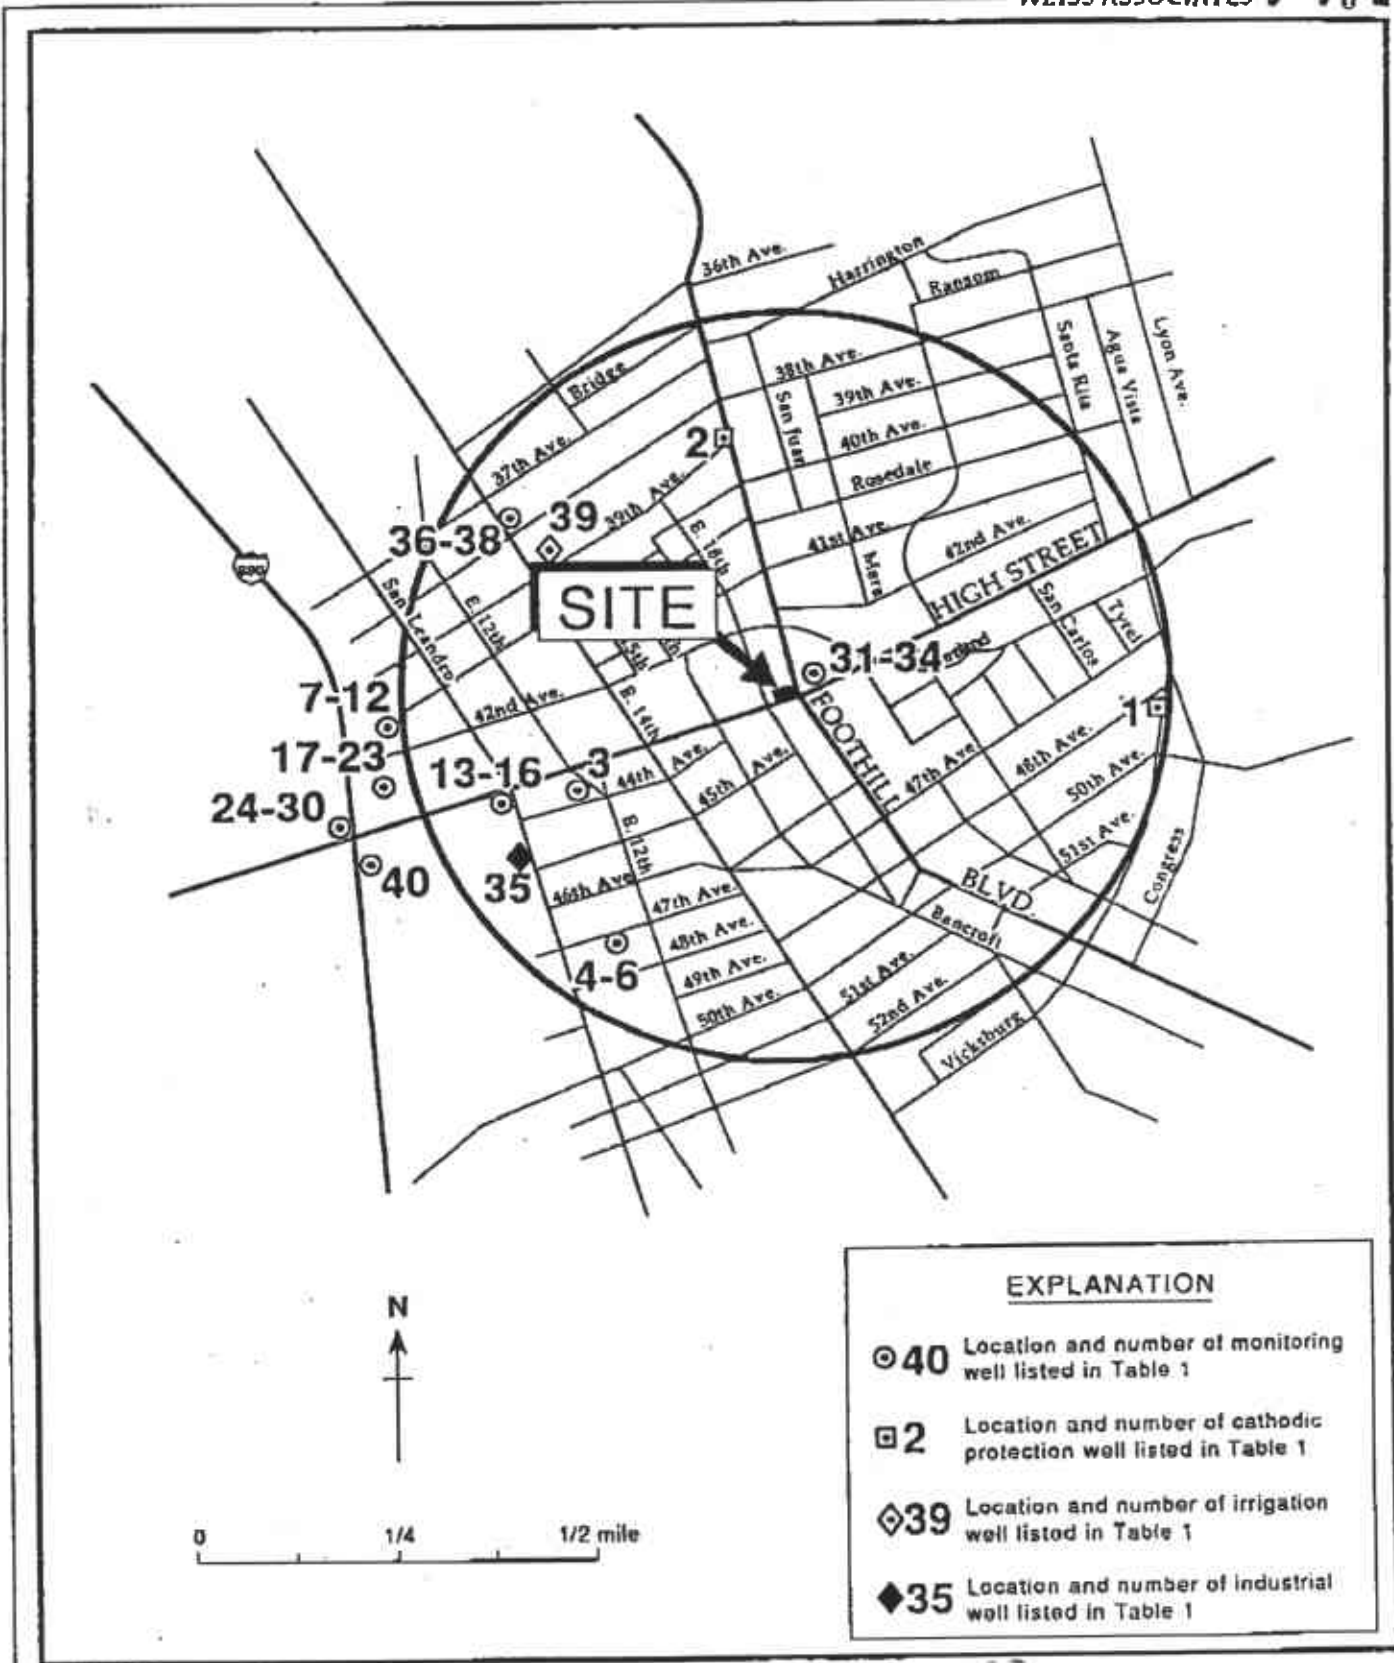 WEISS ASSOCIATES
36th Ave.
Harrington
Ransom
Lyon Ave.
Santa Rita
Agua Vista
Bridge
38th Ave.
San Juan
39th Ave.
37th Ave.
2
40th Ave.
Rosedale
39th Ave.
36-38
39
E. 18th
41st Ave.
42nd Ave.
Mera
HIGH STREET
880
San Leandro
E. 12th
SITE
San Carlos
Tyrel
31-34
7-12
42nd Ave.
E. 14th
FOOTHILL
1
17-23
13-16
3
44th Ave.
45th Ave.
47th Ave.
48th Ave.
50th Ave.
24-30
E. 12th
51st Ave.
40
35
46th Ave
47th Ave.
BLVD.
Congress
48th Ave.
Bancroft
4-6
49th Ave.
50th Ave.
51st Ave.
52nd Ave.
Vicksburg
N
0 1/4 1/2 mile
EXPLANATION
40 Location and number of monitoring
well listed in Table 1
2 Location and number of cathodic
protection well listed in Table 1
39 Location and number of irrigation
well listed in Table 1
35 Location and number of industrial
well listed in Table 1